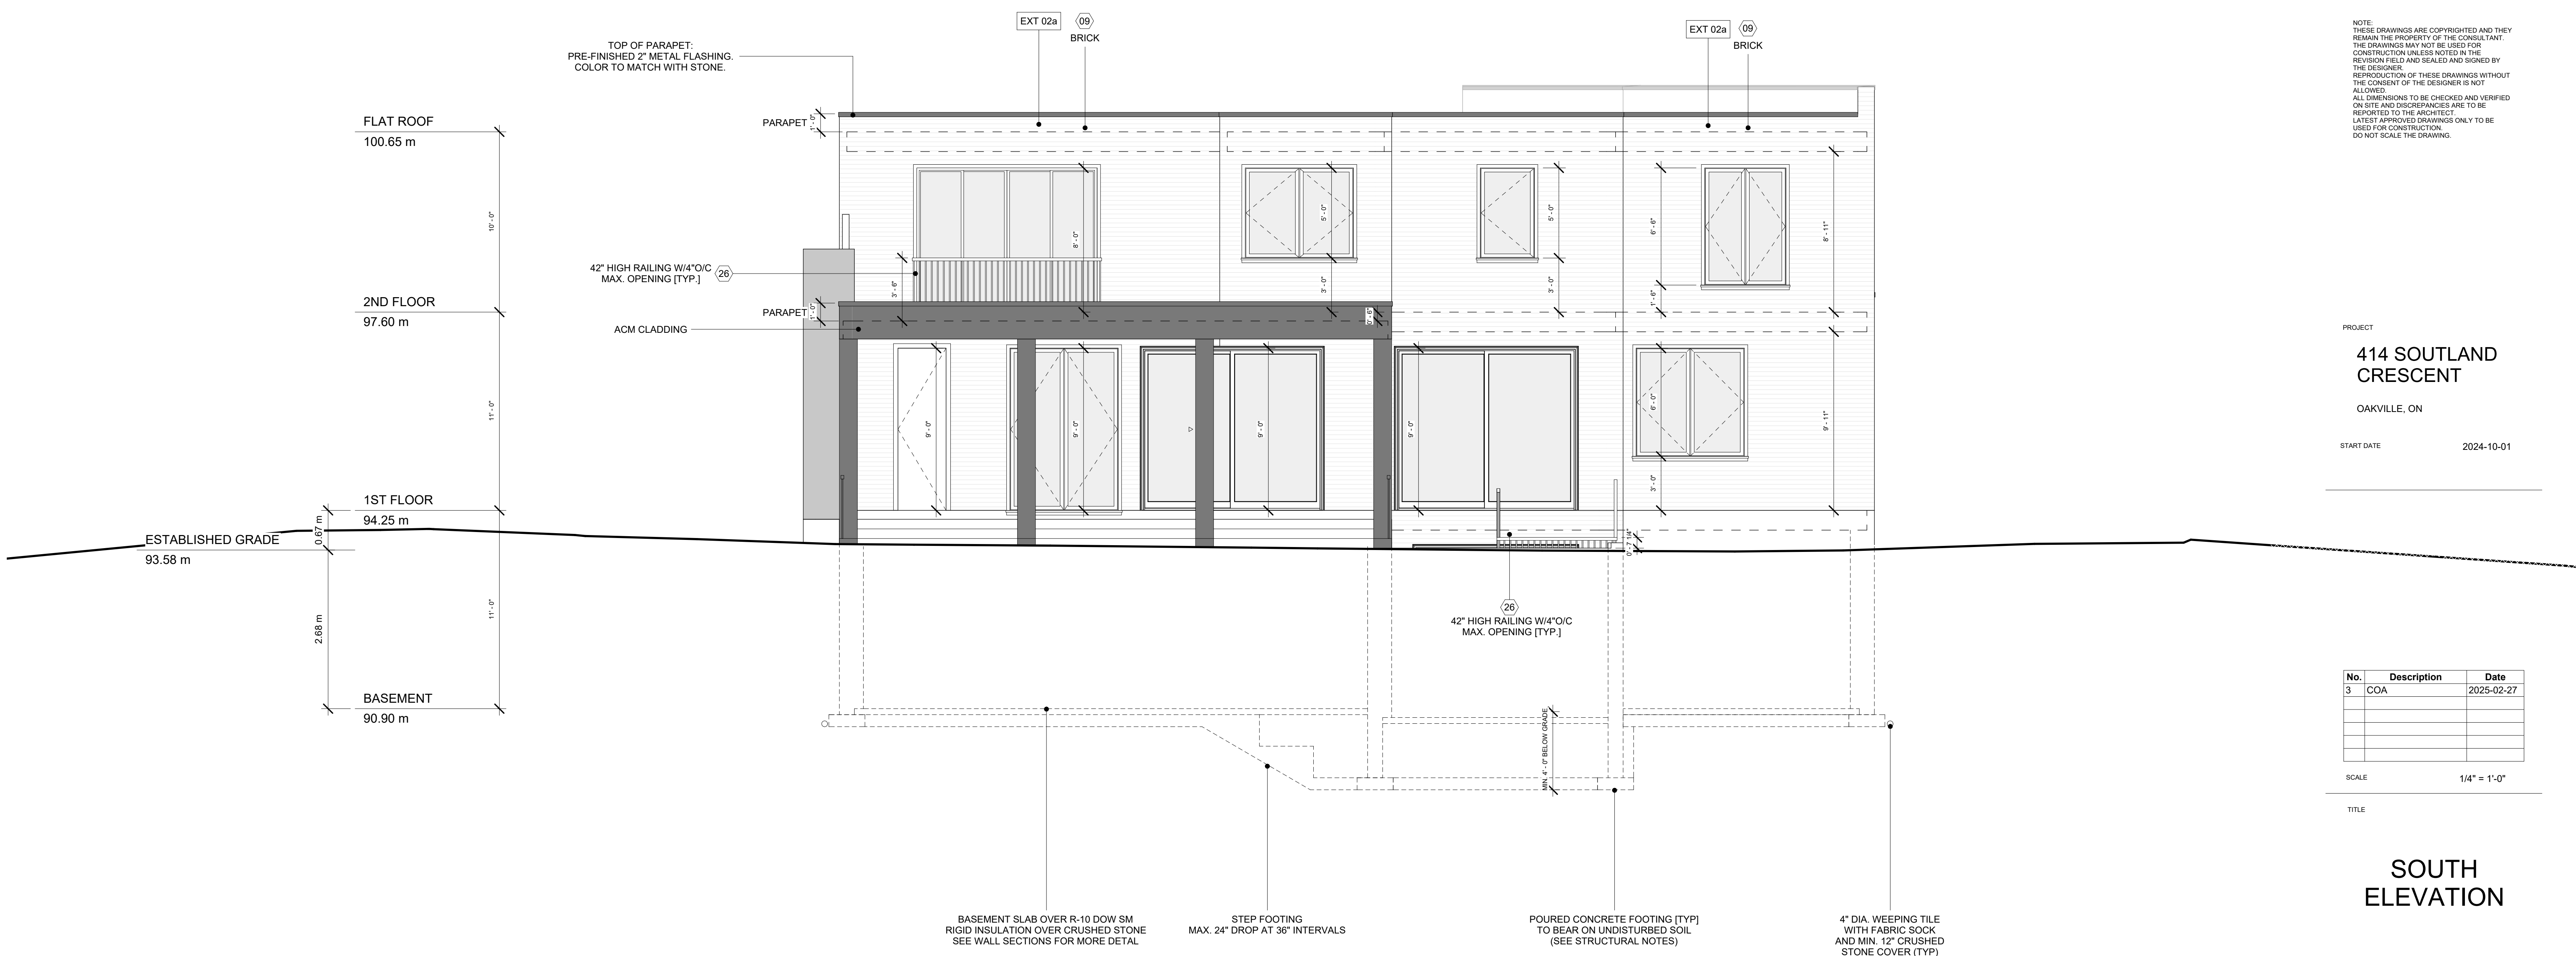 NOTE:
THESE DRAWINGS ARE COPYRIGHTED AND THEY
REMAIN THE PROPERTY OF THE CONSULTANT.
THE DRAWINGS MAY NOT BE USED FOR
CONSTRUCTION UNLESS NOTED IN THE
REVISION FIELD AND SEALED AND SIGNED BY
THE DESIGNER.
REPRODUCTION OF THESE DRAWINGS WITHOUT
THE CONSENT OF THE DESIGNER IS NOT
ALLOWED.
ALL DIMENSIONS TO BE CHECKED AND VERIFIED
ON SITE AND DISCREPANCIES ARE TO BE
REPORTED TO THE ARCHITECT.
LATEST APPROVED DRAWINGS ONLY TO BE
USED FOR CONSTRUCTION.
DO NOT SCALE THE DRAWING.
EXT 02a 09
BRICK
EXT 02a 09
BRICK
TOP OF PARAPET:
PRE-FINISHED 2" METAL FLASHING.
COLOR TO MATCH WITH STONE.
FLAT ROOF
100.65 m
PARAPET 1' - 0"
10' - 0"
8' - 0"
5' - 0"
5' - 0"
6' - 6"
8' - 11"
42" HIGH RAILING W/4"O/C
MAX. OPENING [TYP.]
26
3' - 6"
3' - 0"
3' - 0"
1' - 6"
2ND FLOOR
97.60 m
PARAPET 1' - 0"
0' - 6"
ACM CLADDING
11' - 0"
9' - 0"
9' - 0"
9' - 0"
9' - 0"
6' - 0"
9' - 11"
3' - 0"
1ST FLOOR
94.25 m
0.67 m
ESTABLISHED GRADE
93.58 m
0' - 7 1/4"
26
42" HIGH RAILING W/4"O/C
MAX. OPENING [TYP.]
2.68 m
11' - 0"
BASEMENT
90.90 m
MIN. 4' - 0" BELOW GRADE
BASEMENT SLAB OVER R-10 DOW SM
RIGID INSULATION OVER CRUSHED STONE
SEE WALL SECTIONS FOR MORE DETAL
STEP FOOTING
MAX. 24" DROP AT 36" INTERVALS
POURED CONCRETE FOOTING [TYP]
TO BEAR ON UNDISTURBED SOIL
(SEE STRUCTURAL NOTES)
4" DIA. WEEPING TILE
WITH FABRIC SOCK
AND MIN. 12" CRUSHED
STONE COVER (TYP)
PROJECT
414 SOUTLAND
CRESCENT
OAKVILLE, ON
START DATE 2024-10-01
No. Description Date
3 COA 2025-02-27
SCALE 1/4" = 1'-0"
TITLE
SOUTH
ELEVATION